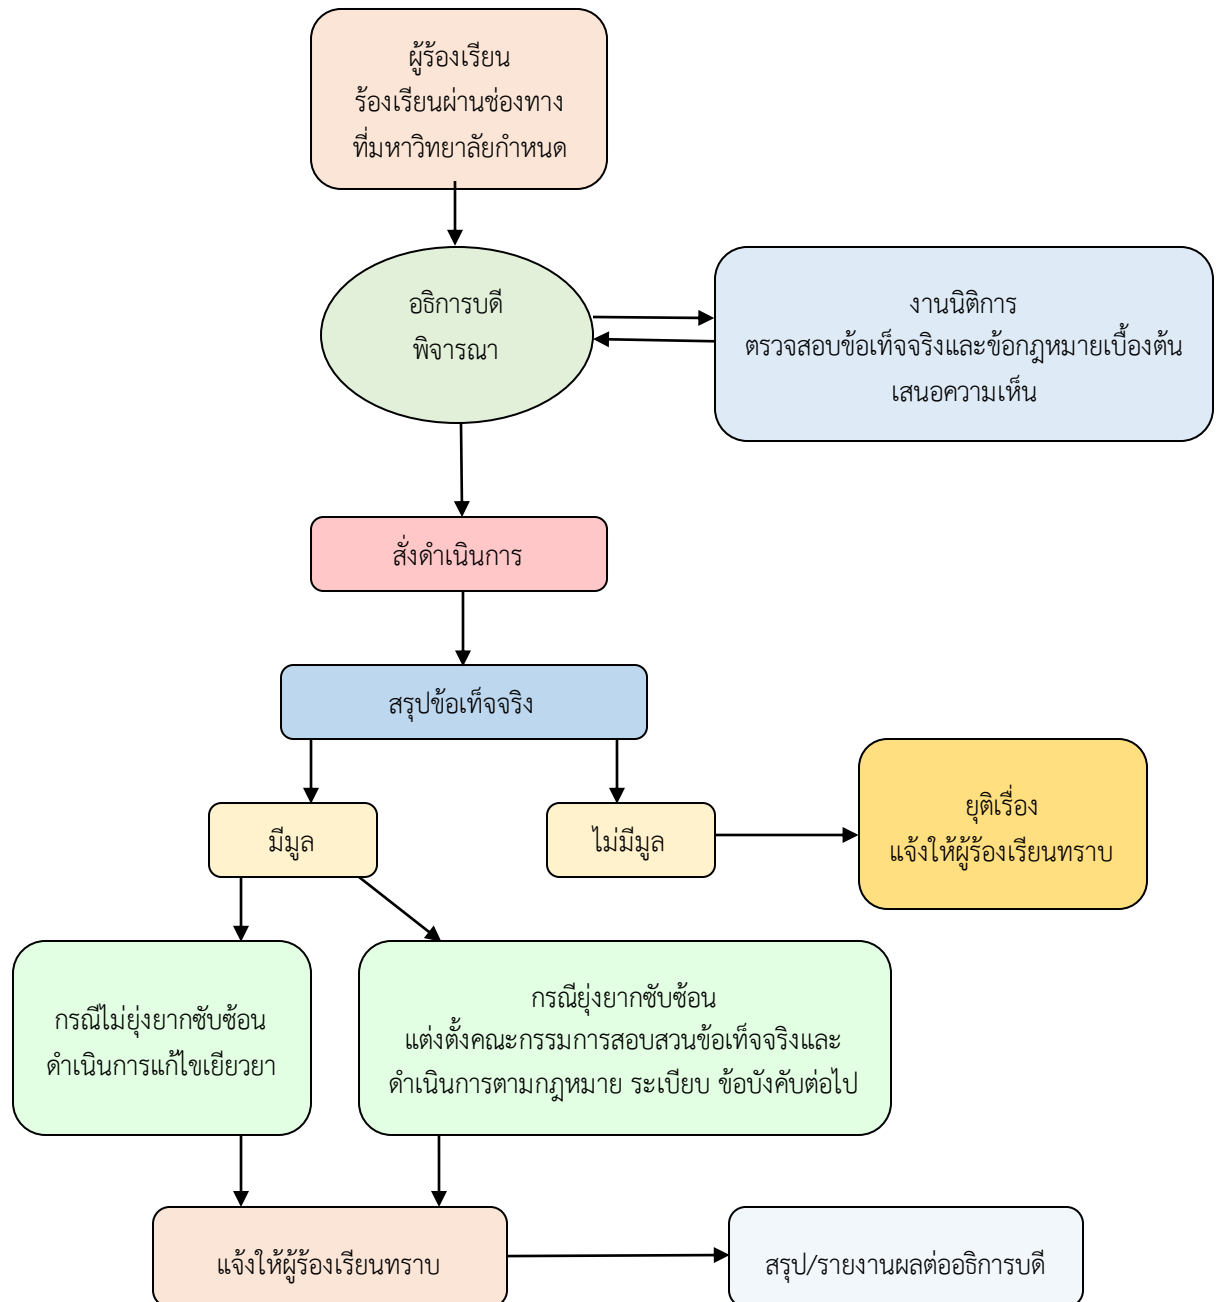 ผู้ร้องเรียน
ร้องเรียนผ่านช่องทาง
ที่มหาวิทยาลัยกำหนด
อธิการบดี
พิจารณา
งานนิติการ
ตรวจสอบข้อเท็จจริงและข้อกฎหมายเบื้องต้น
เสนอความเห็น
สั่งดำเนินการ
สรุปข้อเท็จจริง
มีมูล
ไม่มีมูล
ยุติเรื่อง
แจ้งให้ผู้ร้องเรียนทราบ
กรณีไม่ยุ่งยากซับซ้อน
ดำเนินการแก้ไขเยียวยา
กรณียุ่งยากซับซ้อน
แต่งตั้งคณะกรรมการสอบสวนข้อเท็จจริงและ
ดำเนินการตามกฎหมาย ระเบียบ ข้อบังคับต่อไป
แจ้งให้ผู้ร้องเรียนทราบ
สรุป/รายงานผลต่ออธิการบดี